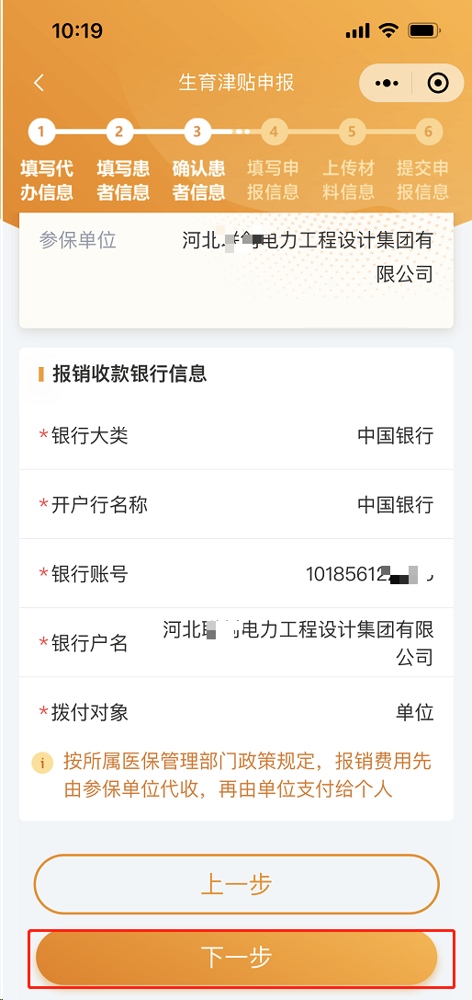 10:19
生育津贴申报
1 2 3 4 5 6
填写代 填写患 确认患 填写申 上传材 提交申
办信息 者信息 者信息 报信息 料信息 报信息
参保单位 河北 电力工程设计集团有
限公司
报销收款银行信息
*银行大类 中国银行
*开户行名称 中国银行
*银行账号 10185612
*银行户名 河北 电力工程设计集团有限
公司
*拨付对象 单位
i 按所属医保管理部门政策规定，报销费用先
由参保单位代收，再由单位支付给个人
上一步
下一步